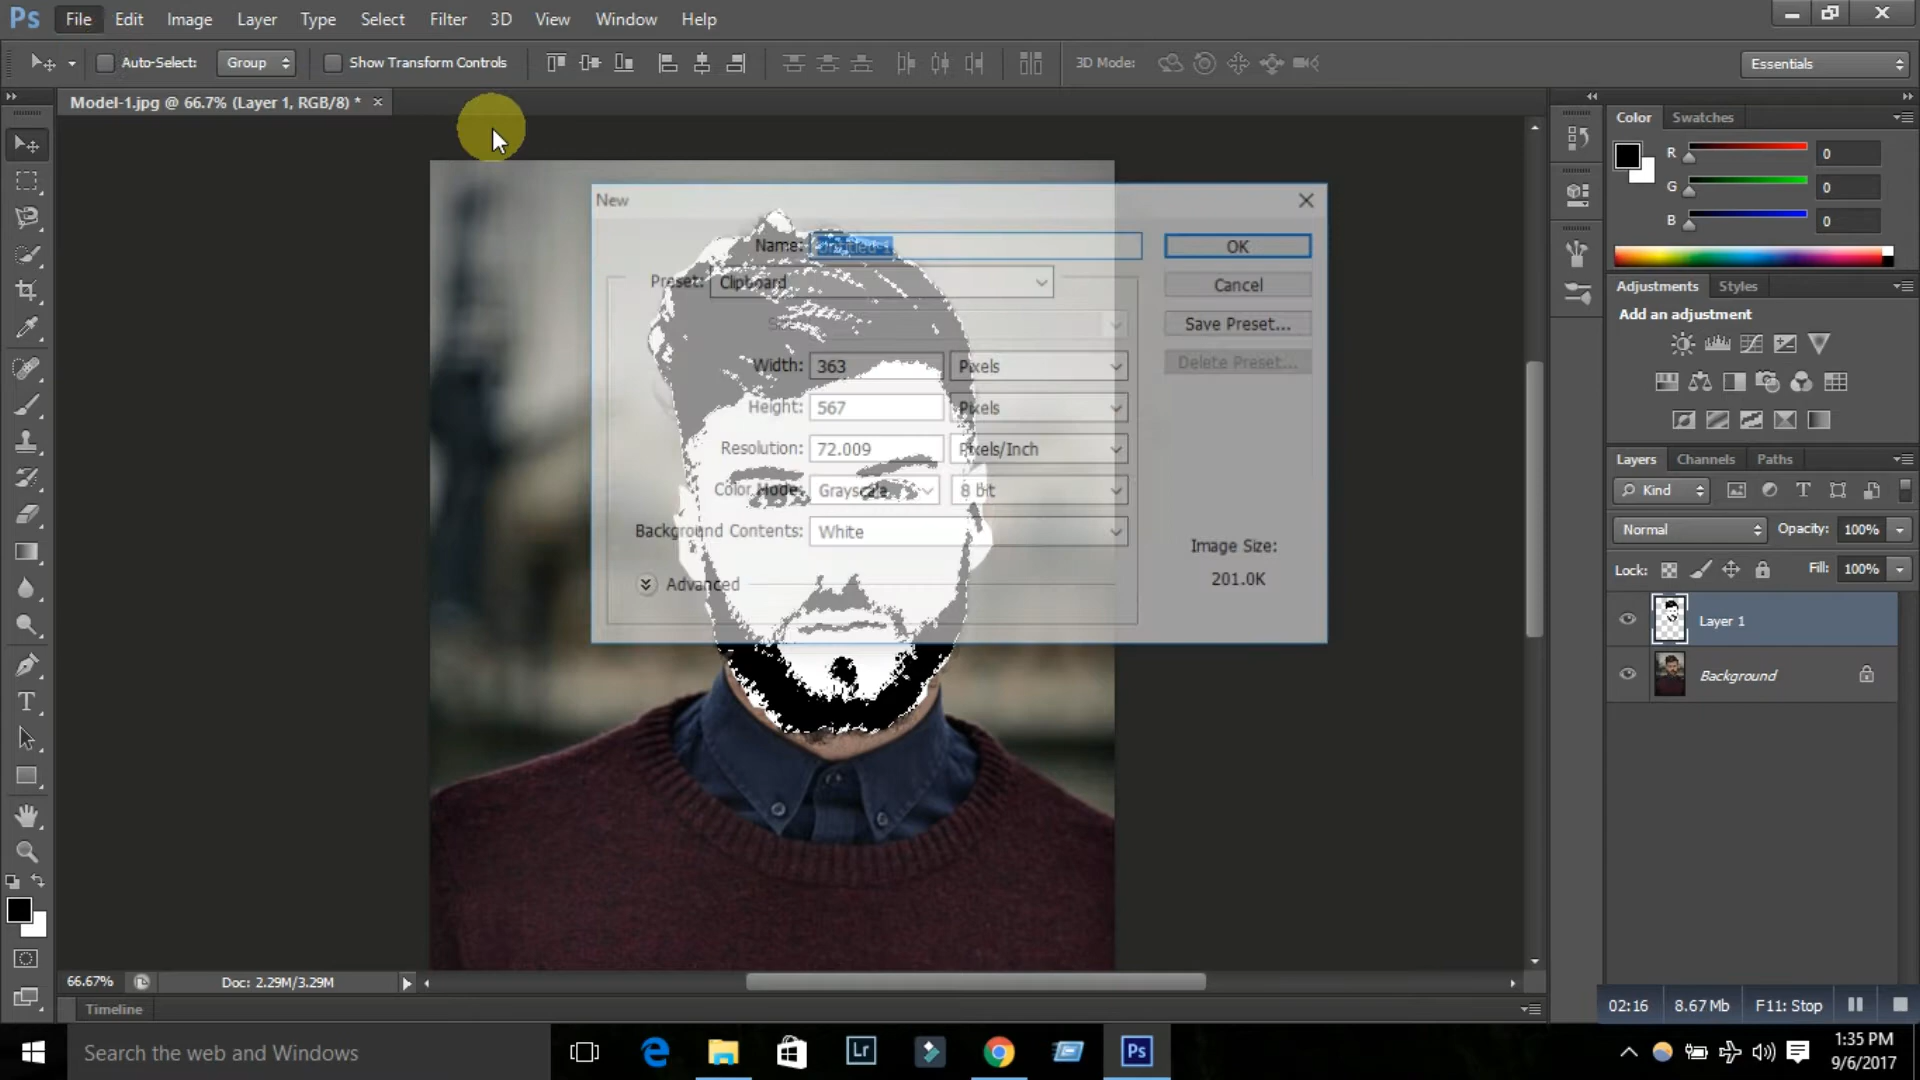 Ps File Edit Image Layer Type Select Filter 3D View Window Help
Auto-Select: Group Show Transform Controls 3D Mode: Essentials
Model-1.jpg @ 66.7% (Layer 1, RGB/8) *
Color Swatches
R 0
G 0
B 0
Adjustments Styles
Add an adjustment
Layers Channels Paths
Kind
Normal Opacity: 100%
Lock: Fill: 100%
Layer 1
Background
New
Name:
OK
Preset: Clipboard
Cancel
Save Preset...
Width: 363 Pixels
Delete Preset...
Height: 567 Pixels
Resolution: 72.009 Pixels/Inch
Color Mode: Grayscale 8 bit
Background Contents: White
Image Size:
201.0K
Advanced
66.67% Doc: 2.29M/3.29M
Timeline
02:16 8.67 Mb F11: Stop
Search the web and Windows
Lr
Ps
1:35 PM
9/6/2017